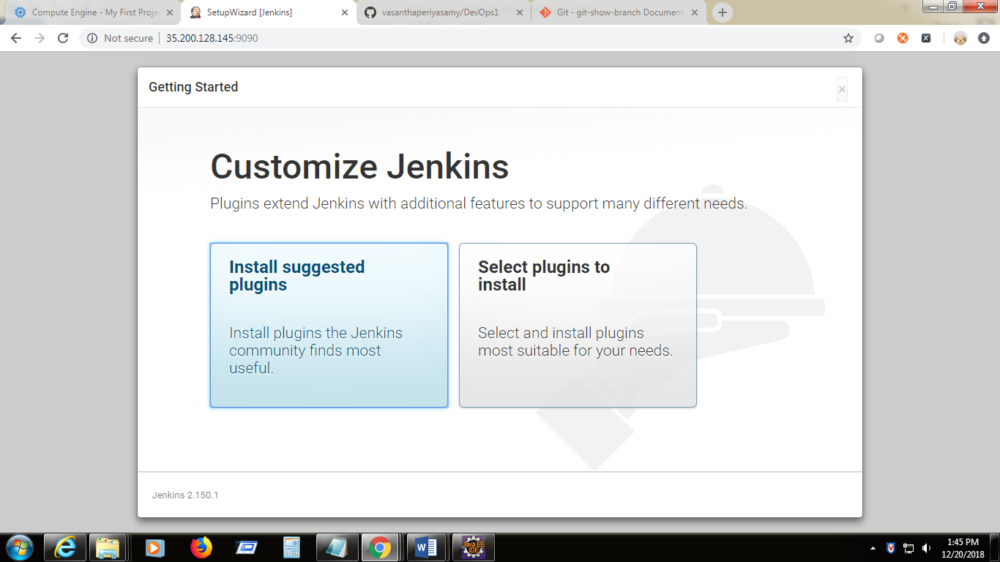 Compute Engine - My First Proje
SetupWizard [Jenkins]
vasanthaperiyasamy/DevOps1
Git - git-show-branch Document
Not secure
35.200.128.145:9090
Getting Started
Customize Jenkins
Plugins extend Jenkins with additional features to support many different needs.
Install suggested
plugins
Install plugins the Jenkins
community finds most
useful.
Select plugins to
install
Select and install plugins
most suitable for your needs.
Jenkins 2.150.1
Java EE
IDE
1:45 PM
12/20/2018